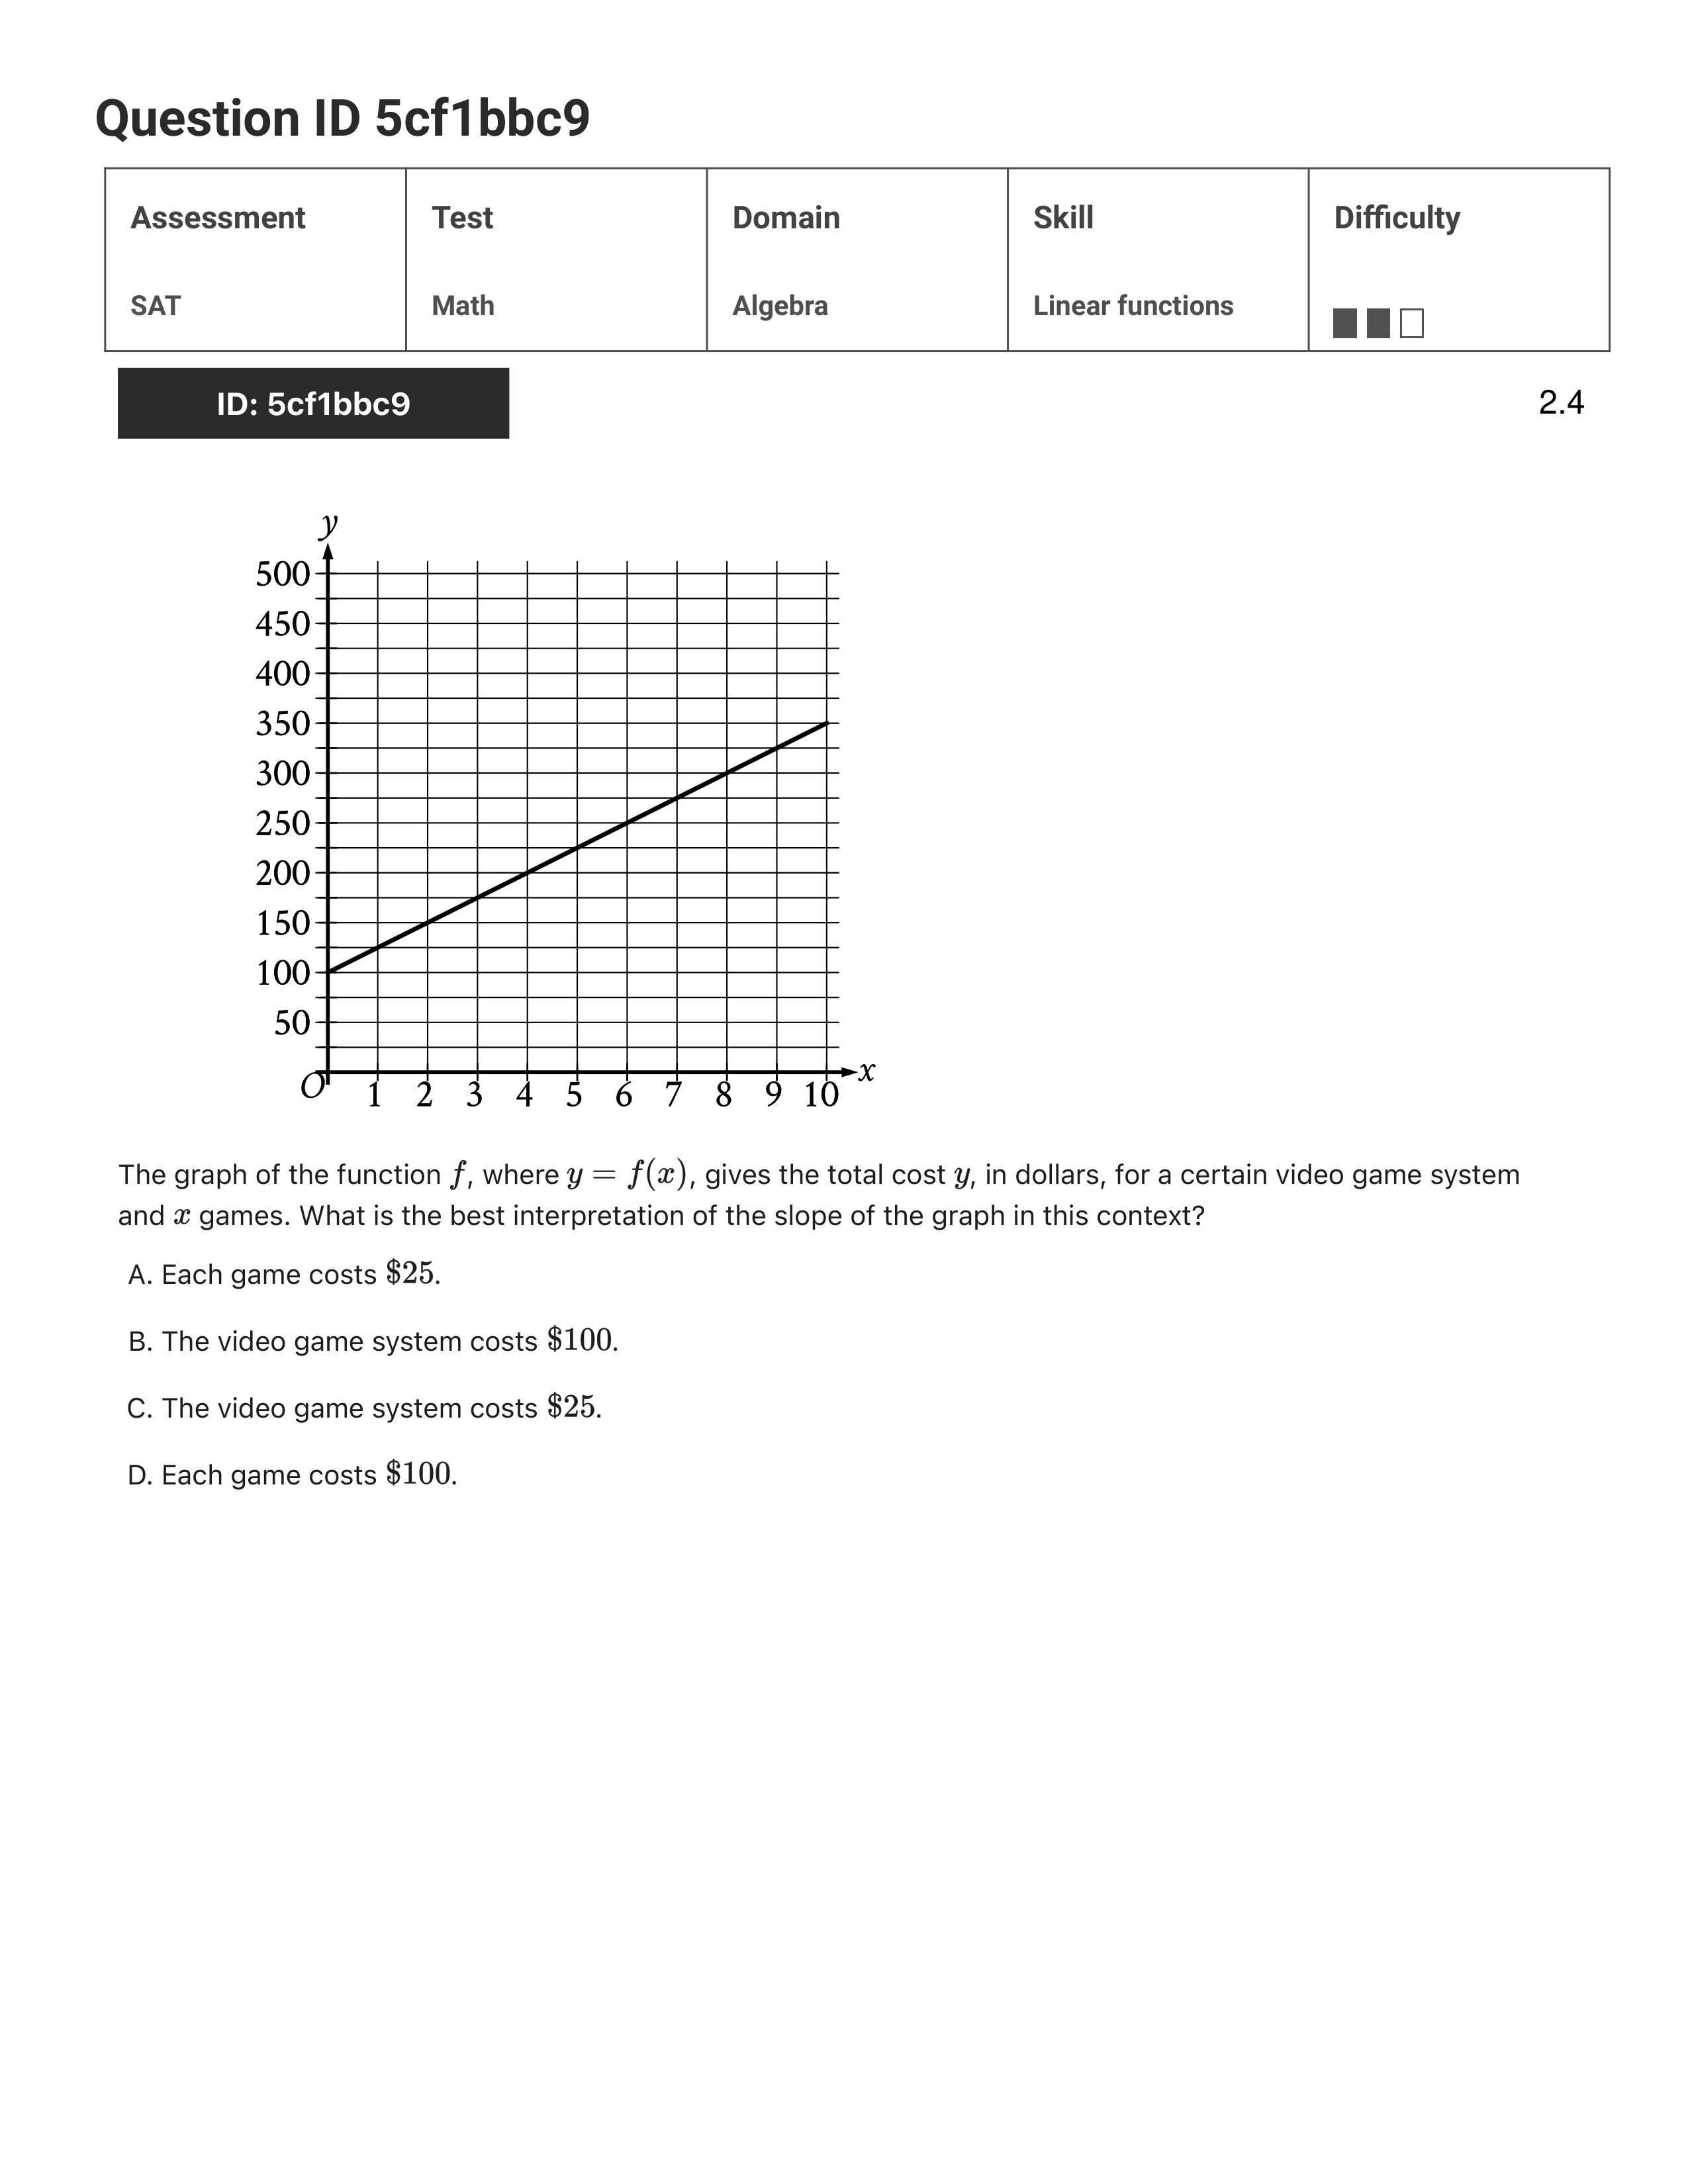 Question ID 5cf1bbc9
Assessment Test Domain Skill Difficulty
SAT Math Algebra Linear functions
ID: 5cf1bbc9 2.4
y
500
450
400
350
300
250
200
150
100
50
O 1 2 3 4 5 6 7 8 9 10 x
The graph of the function f, where y = f(x), gives the total cost y, in dollars, for a certain video game system
and x games. What is the best interpretation of the slope of the graph in this context?
A. Each game costs $25.
B. The video game system costs $100.
C. The video game system costs $25.
D. Each game costs $100.